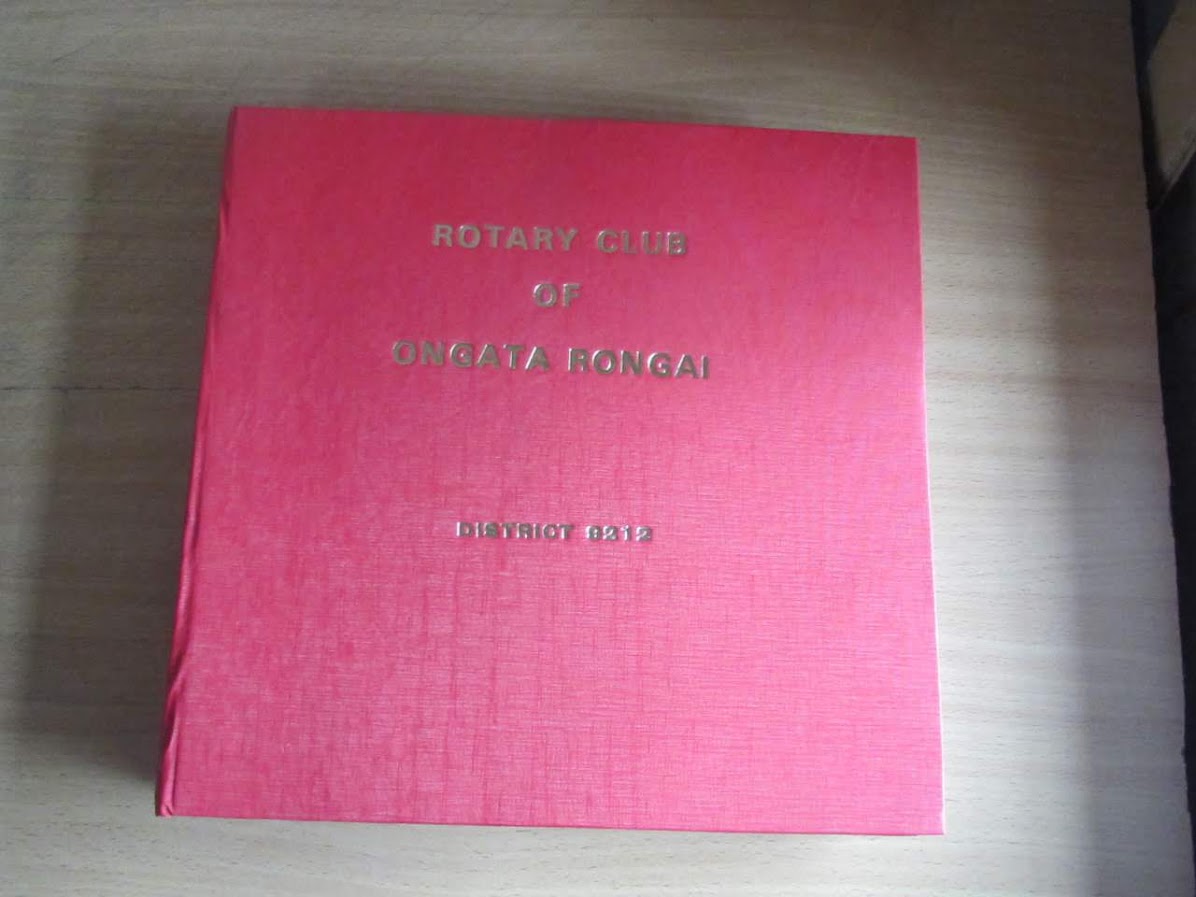 ROTARY CLUB
OF
ONGATA RONGAI
DISTRICT 9212